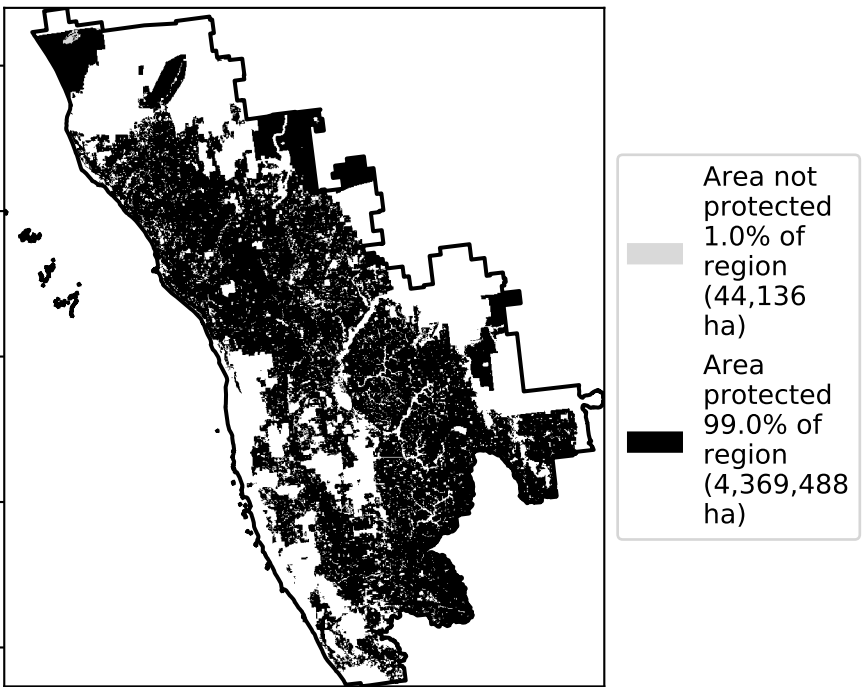 Area not
protected
1.0% of
region
(44,136
ha)
Area
protected
99.0% of
region
(4,369,488
ha)